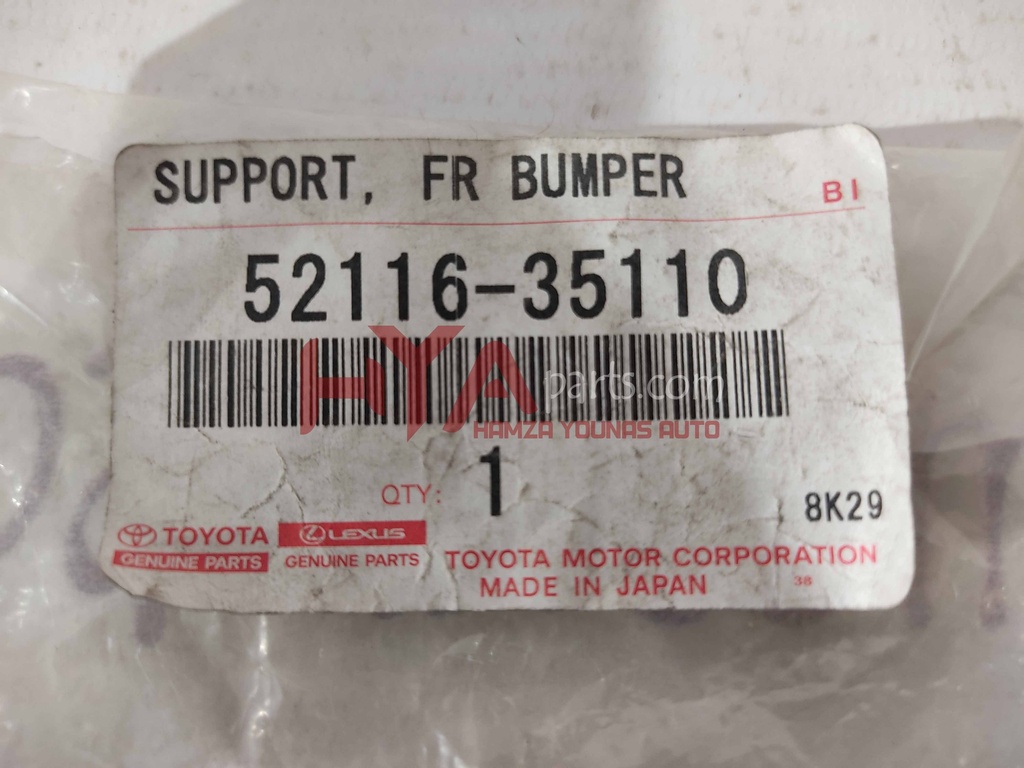 SUPPORT, FR BUMPER
BI
52116-35110
HYA parts.com
HAMZA YOUNAS AUTO
QTY: 1
8K29
TOYOTA
GENUINE PARTS
LEXUS
GENUINE PARTS
TOYOTA MOTOR CORPORATION
MADE IN JAPAN
38